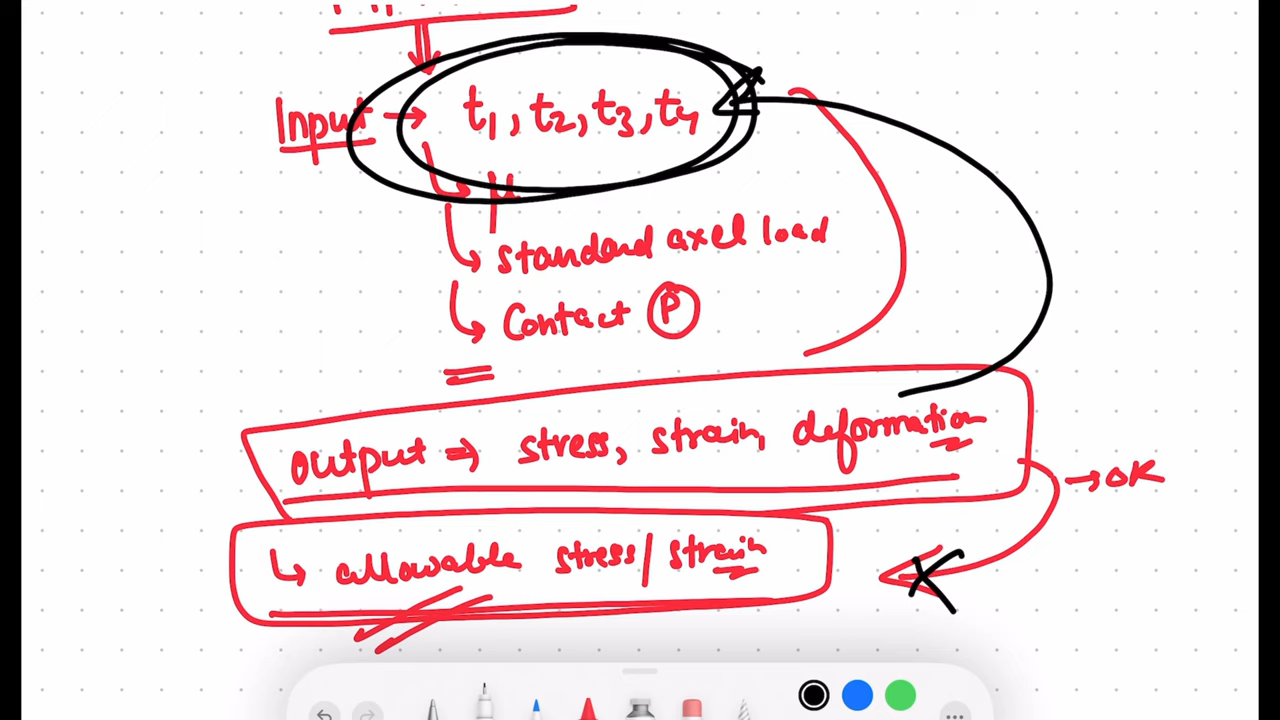 Input → t1, t2, t3, t4
↳ μ
↳ standard axel load
↳ Contact P
output ⇒ stress, strain, deformation
→ OK
↳ allowable stress/strain